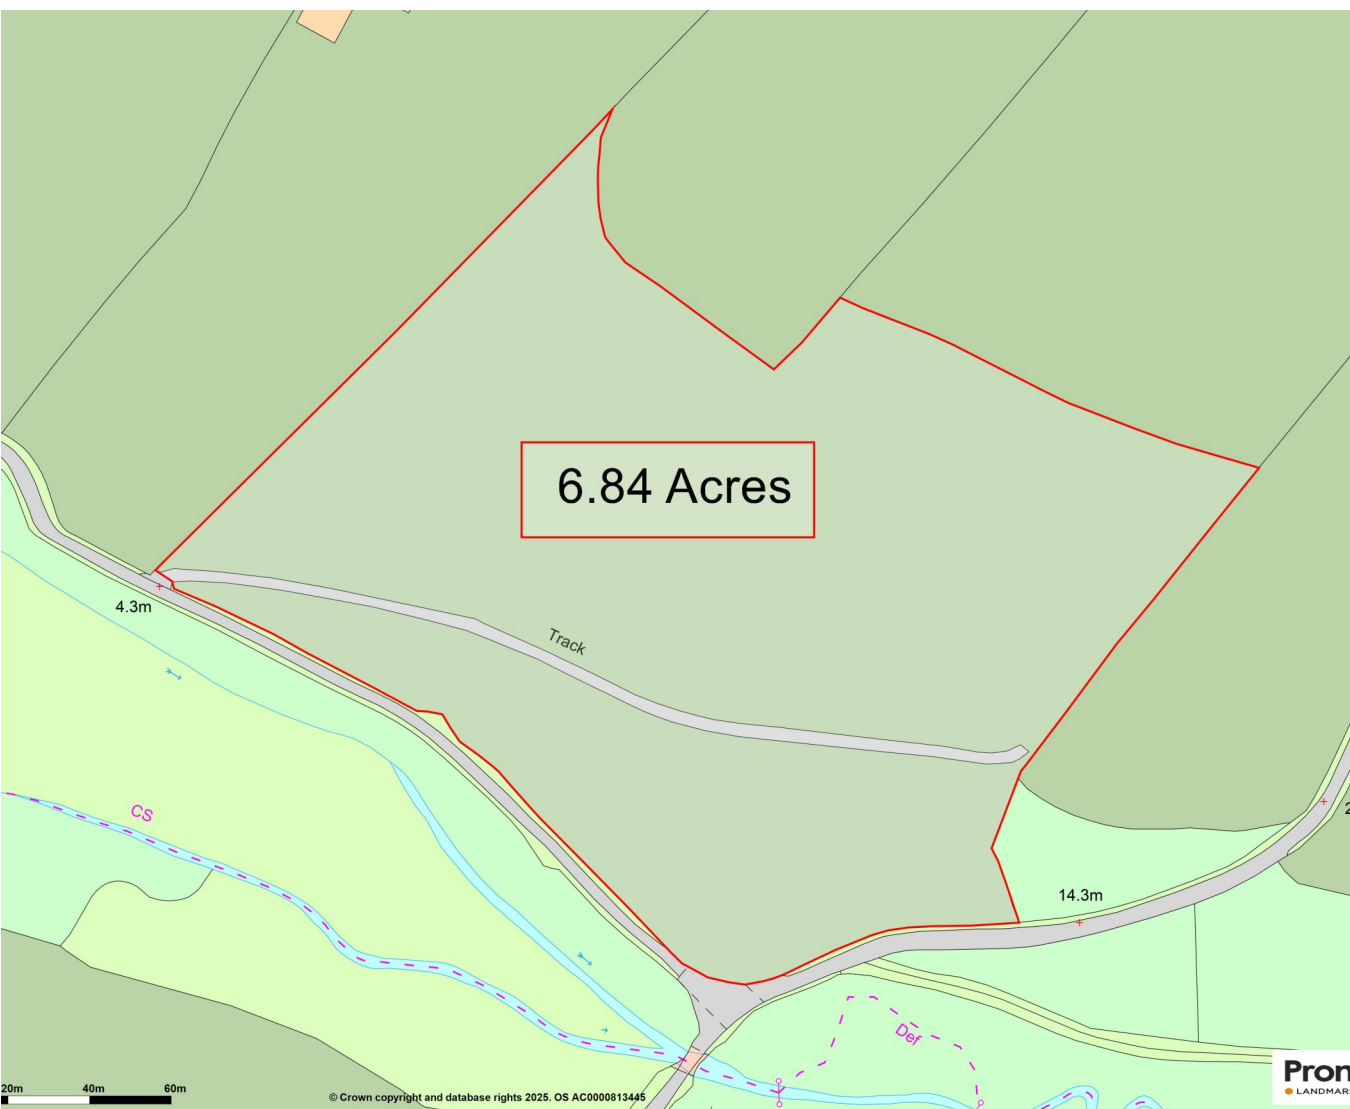 6.84 Acres
4.3m
Track
CS
14.3m
2
Def
20m 40m 60m
© Crown copyright and database rights 2025. OS AC0000813445
Pron
LANDMAR